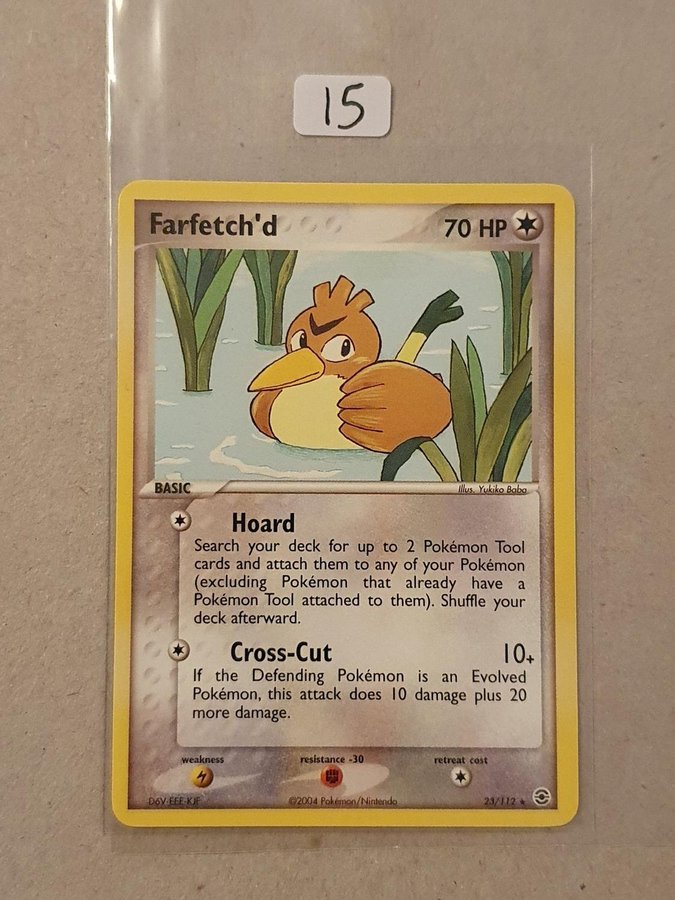 15
Farfetch'd 70 HP
BASIC Illus. Yukiko Baba
Hoard
Search your deck for up to 2 Pokémon Tool
cards and attach them to any of your Pokémon
(excluding Pokémon that already have a
Pokémon Tool attached to them). Shuffle your
deck afterward.
Cross-Cut 10+
If the Defending Pokémon is an Evolved
Pokémon, this attack does 10 damage plus 20
more damage.
weakness resistance -30 retreat cost
D6V-EEE-KJF ©2004 Pokémon/Nintendo 23/112 ★